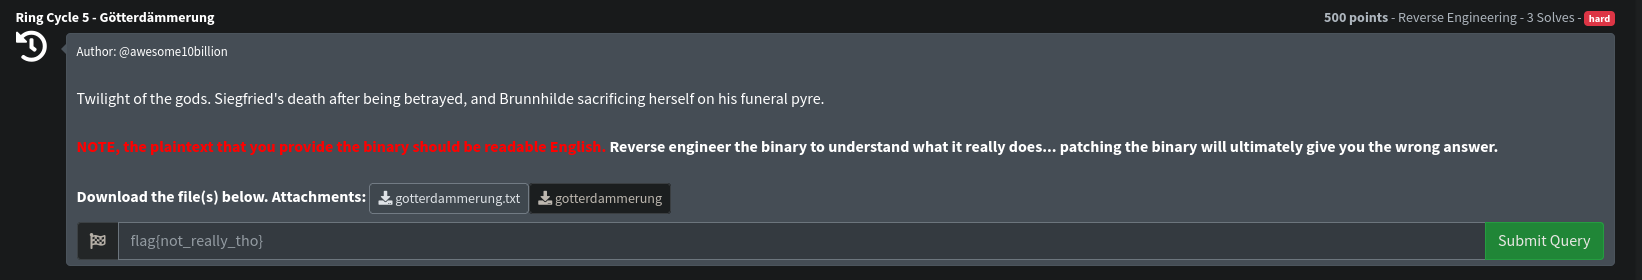 Ring Cycle 5 - Götterdämmerung
500 points - Reverse Engineering - 3 Solves - hard
Author: @awesome10billion
Twilight of the gods. Siegfried's death after being betrayed, and Brunnhilde sacrificing herself on his funeral pyre.
NOTE, the plaintext that you provide the binary should be readable English. Reverse engineer the binary to understand what it really does... patching the binary will ultimately give you the wrong answer.
Download the file(s) below. Attachments: gotterdammerung.txt gotterdammerung
flag{not_really_tho} Submit Query